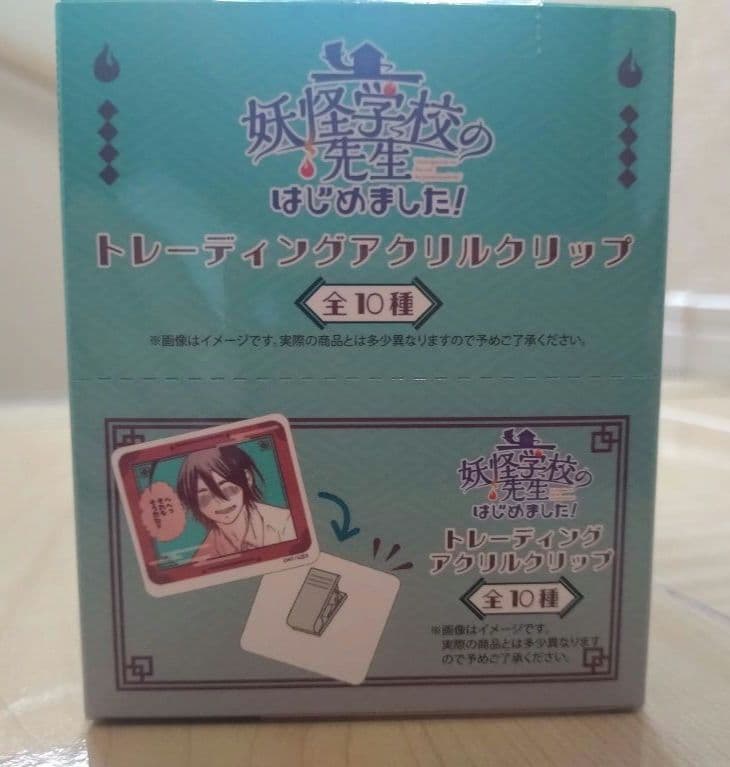 妖怪学校の
先生
はじめました!
トレーディングアクリルクリップ
全10種
※画像はイメージです。実際の商品とは多少異なりますので予めご了承ください。
妖怪学校の
先生
はじめました!
トレーディング
アクリルクリップ
全10種
※画像はイメージです。
実際の商品とは多少異なります
ので予めご了承ください。